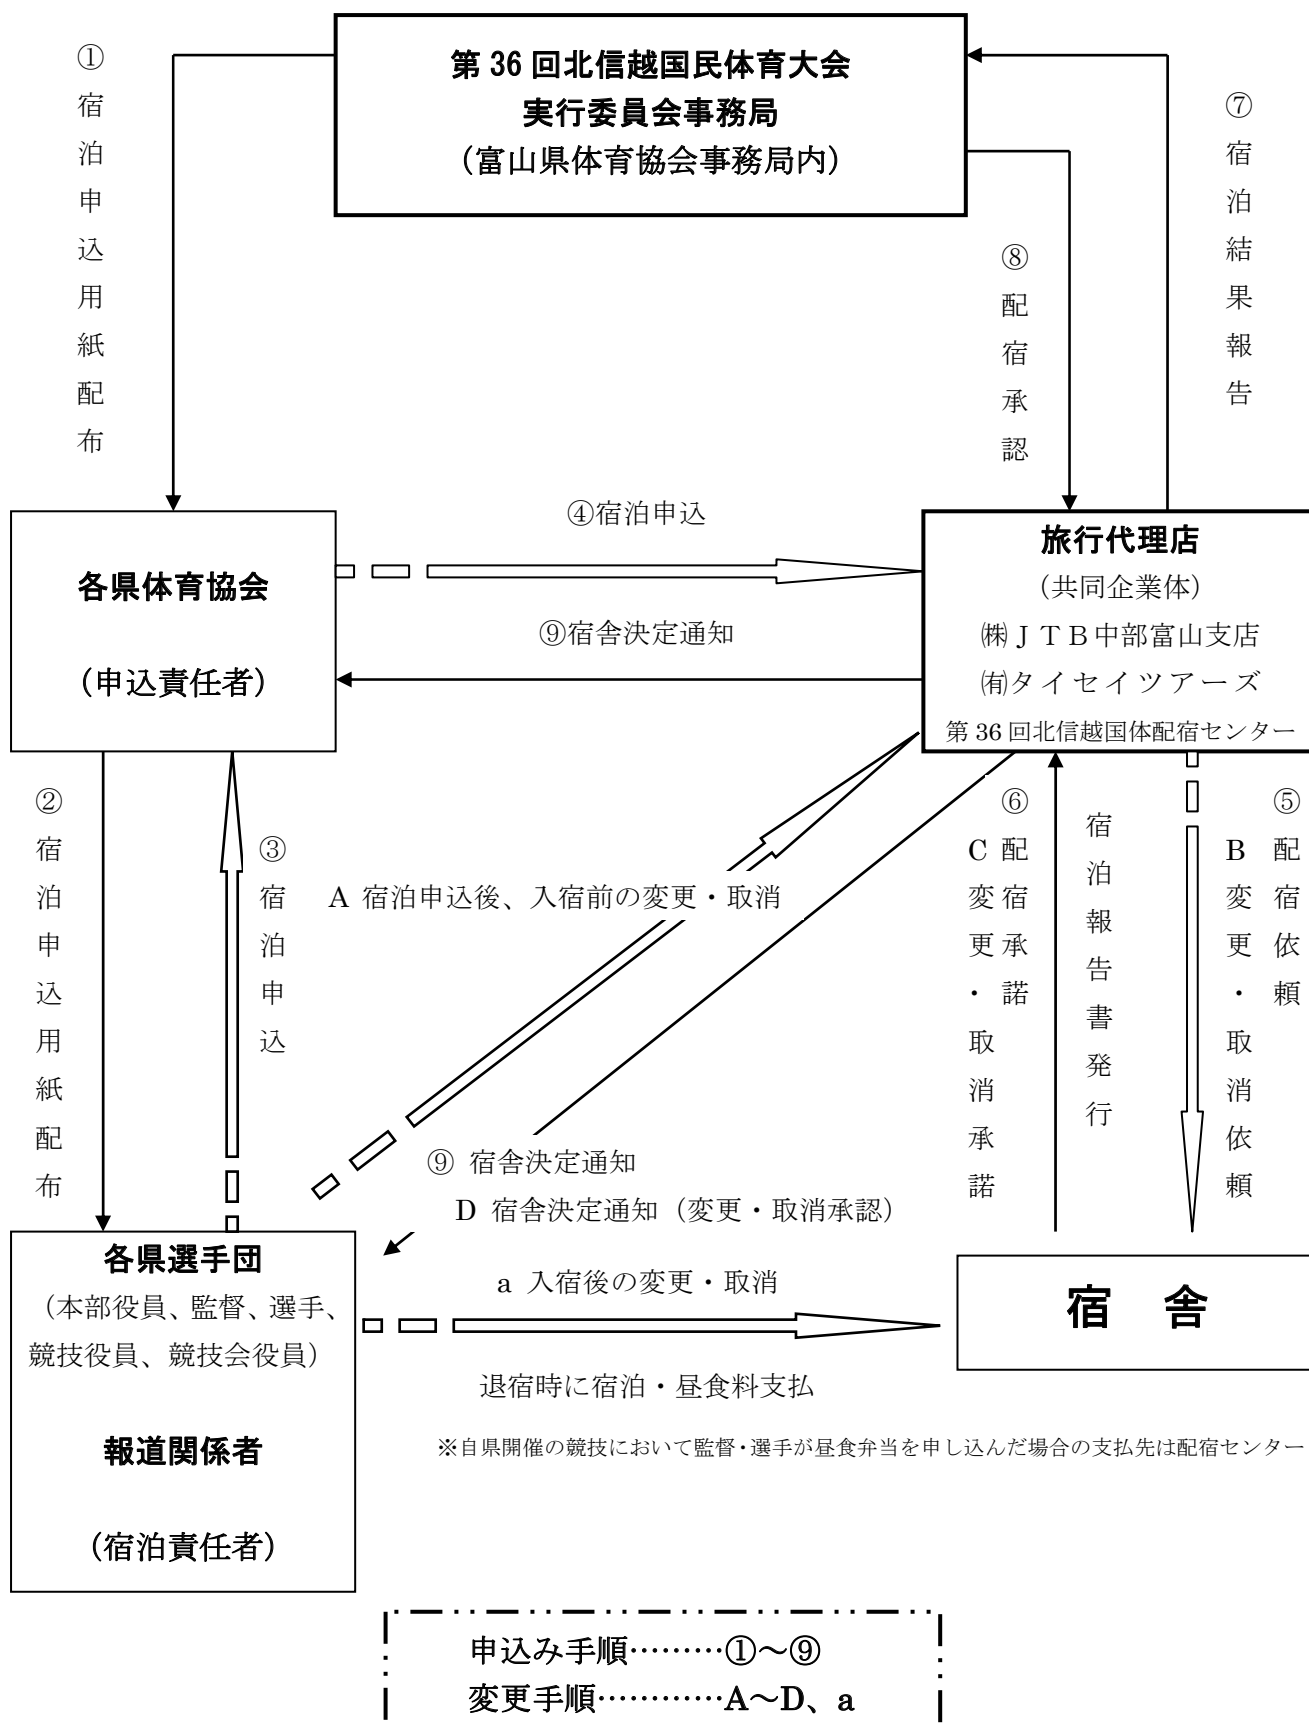 第 36 回北信越国民体育大会
実行委員会事務局
（富山県体育協会事務局内）
①宿泊申込用紙配布
⑦宿泊結果報告
⑧配宿承認
各県体育協会
（申込責任者）
④宿泊申込
⑨宿舎決定通知
旅行代理店
（共同企業体）
㈱ＪＴＢ中部富山支店
㈲タイセイツアーズ
第 36 回北信越国体配宿センター
②宿泊申込用紙配布
③宿泊申込
A 宿泊申込後、入宿前の変更・取消
⑥配宿承諾
C変更・取消承諾
宿泊報告書発行
⑤配宿依頼
B変更・取消依頼
⑨ 宿舎決定通知
D 宿舎決定通知（変更・取消承認）
各県選手団
（本部役員、監督、選手、
競技役員、競技会役員）
報道関係者
（宿泊責任者）
a 入宿後の変更・取消
宿　舎
退宿時に宿泊・昼食料支払
※自県開催の競技において監督・選手が昼食弁当を申し込んだ場合の支払先は配宿センター
申込み手順………①～⑨
変更手順…………A～D、a